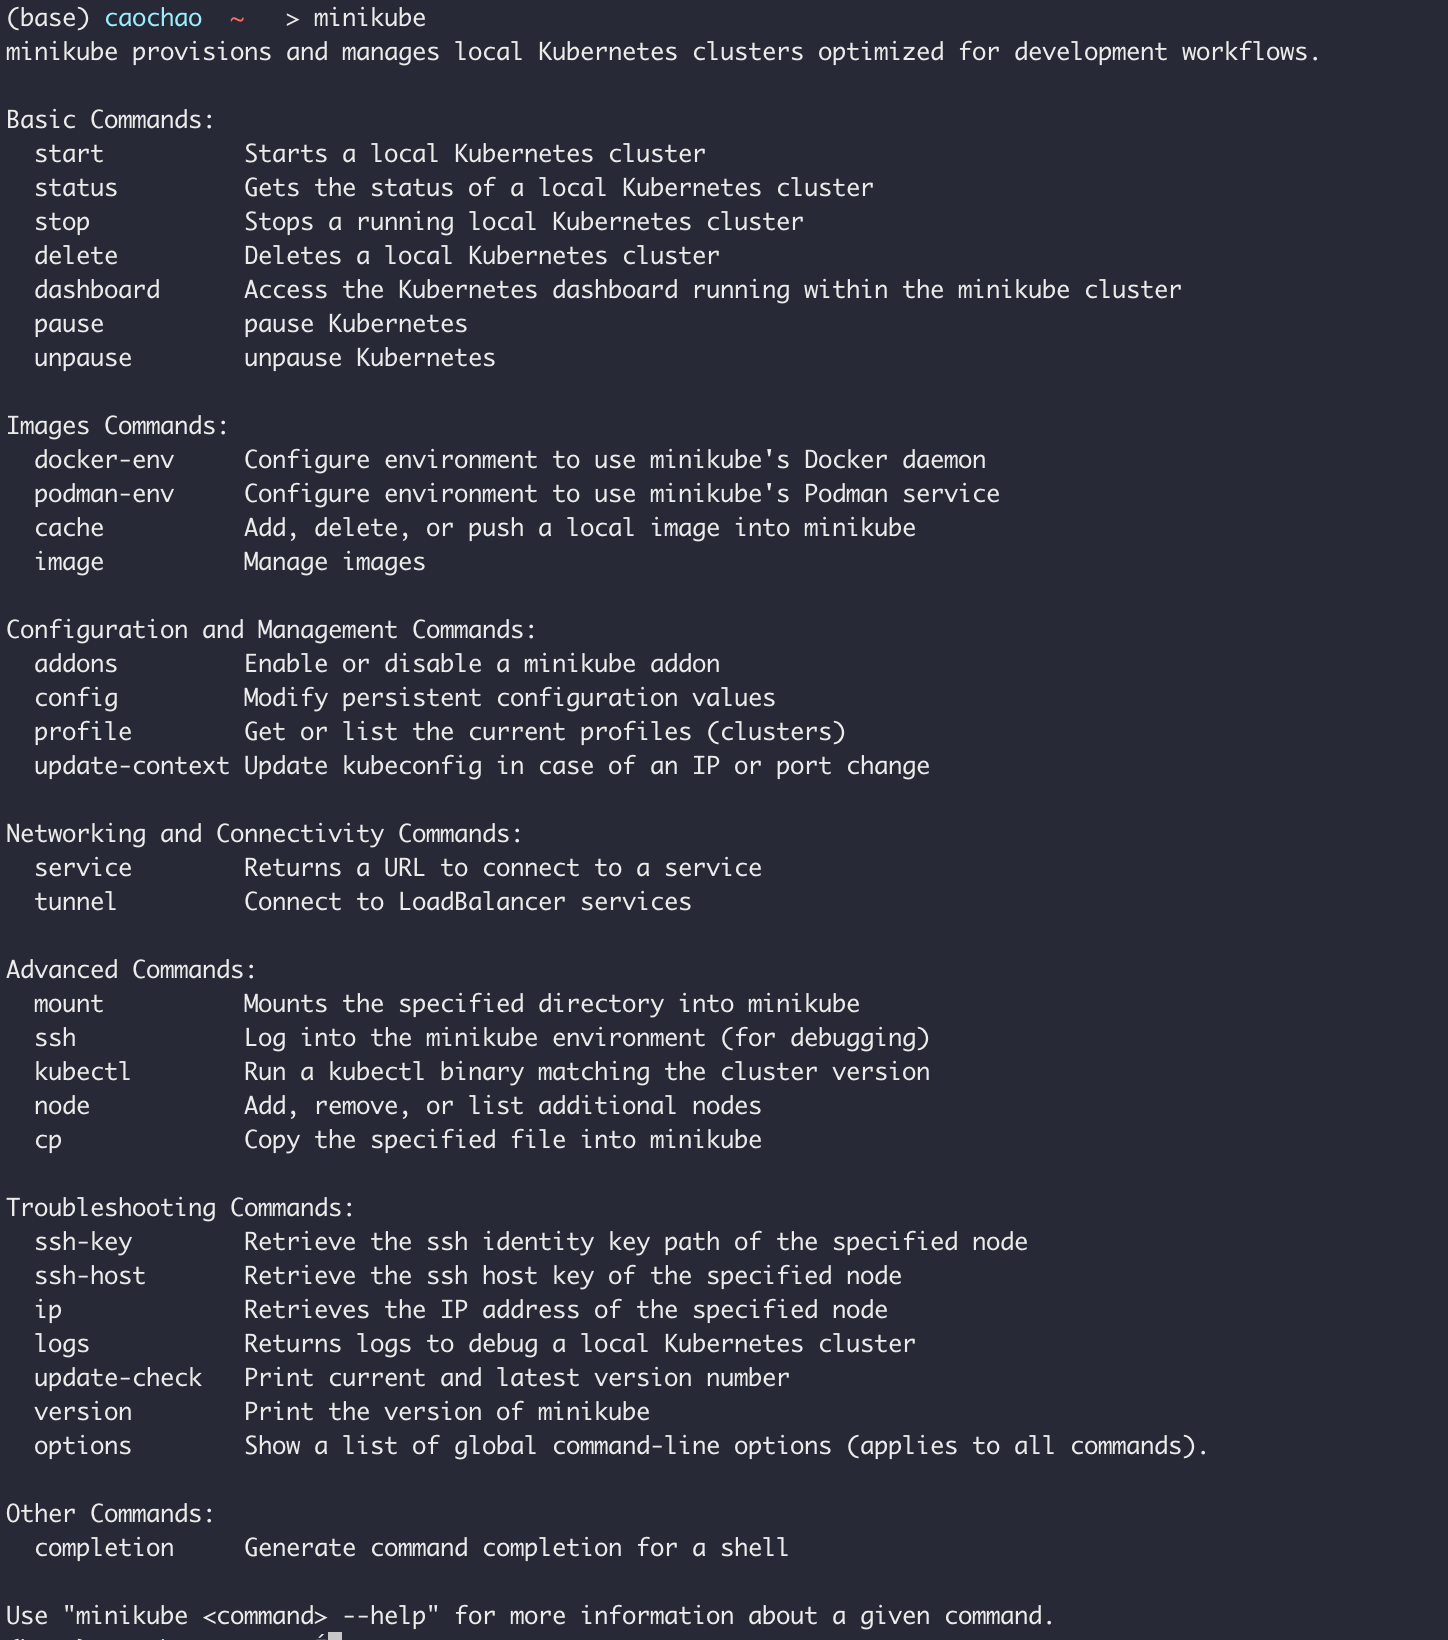 (base) caochao ~ > minikube
minikube provisions and manages local Kubernetes clusters optimized for development workflows.
Basic Commands:
start Starts a local Kubernetes cluster
status Gets the status of a local Kubernetes cluster
stop Stops a running local Kubernetes cluster
delete Deletes a local Kubernetes cluster
dashboard Access the Kubernetes dashboard running within the minikube cluster
pause pause Kubernetes
unpause unpause Kubernetes
Images Commands:
docker-env Configure environment to use minikube's Docker daemon
podman-env Configure environment to use minikube's Podman service
cache Add, delete, or push a local image into minikube
image Manage images
Configuration and Management Commands:
addons Enable or disable a minikube addon
config Modify persistent configuration values
profile Get or list the current profiles (clusters)
update-context Update kubeconfig in case of an IP or port change
Networking and Connectivity Commands:
service Returns a URL to connect to a service
tunnel Connect to LoadBalancer services
Advanced Commands:
mount Mounts the specified directory into minikube
ssh Log into the minikube environment (for debugging)
kubectl Run a kubectl binary matching the cluster version
node Add, remove, or list additional nodes
cp Copy the specified file into minikube
Troubleshooting Commands:
ssh-key Retrieve the ssh identity key path of the specified node
ssh-host Retrieve the ssh host key of the specified node
ip Retrieves the IP address of the specified node
logs Returns logs to debug a local Kubernetes cluster
update-check Print current and latest version number
version Print the version of minikube
options Show a list of global command-line options (applies to all commands).
Other Commands:
completion Generate command completion for a shell
Use "minikube <command> --help" for more information about a given command.